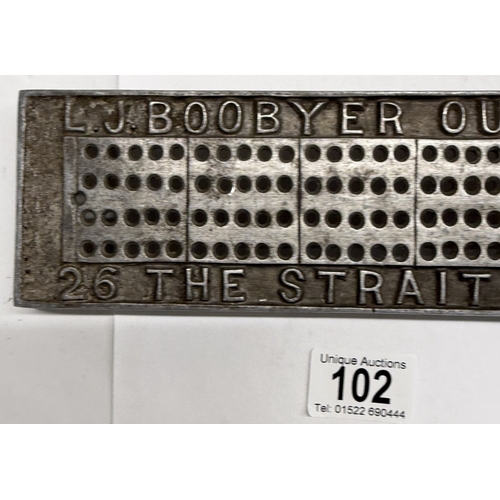 L.J. BOOBYER OU
26 THE STRAIT
Unique Auctions
102
Tel: 01522 690444